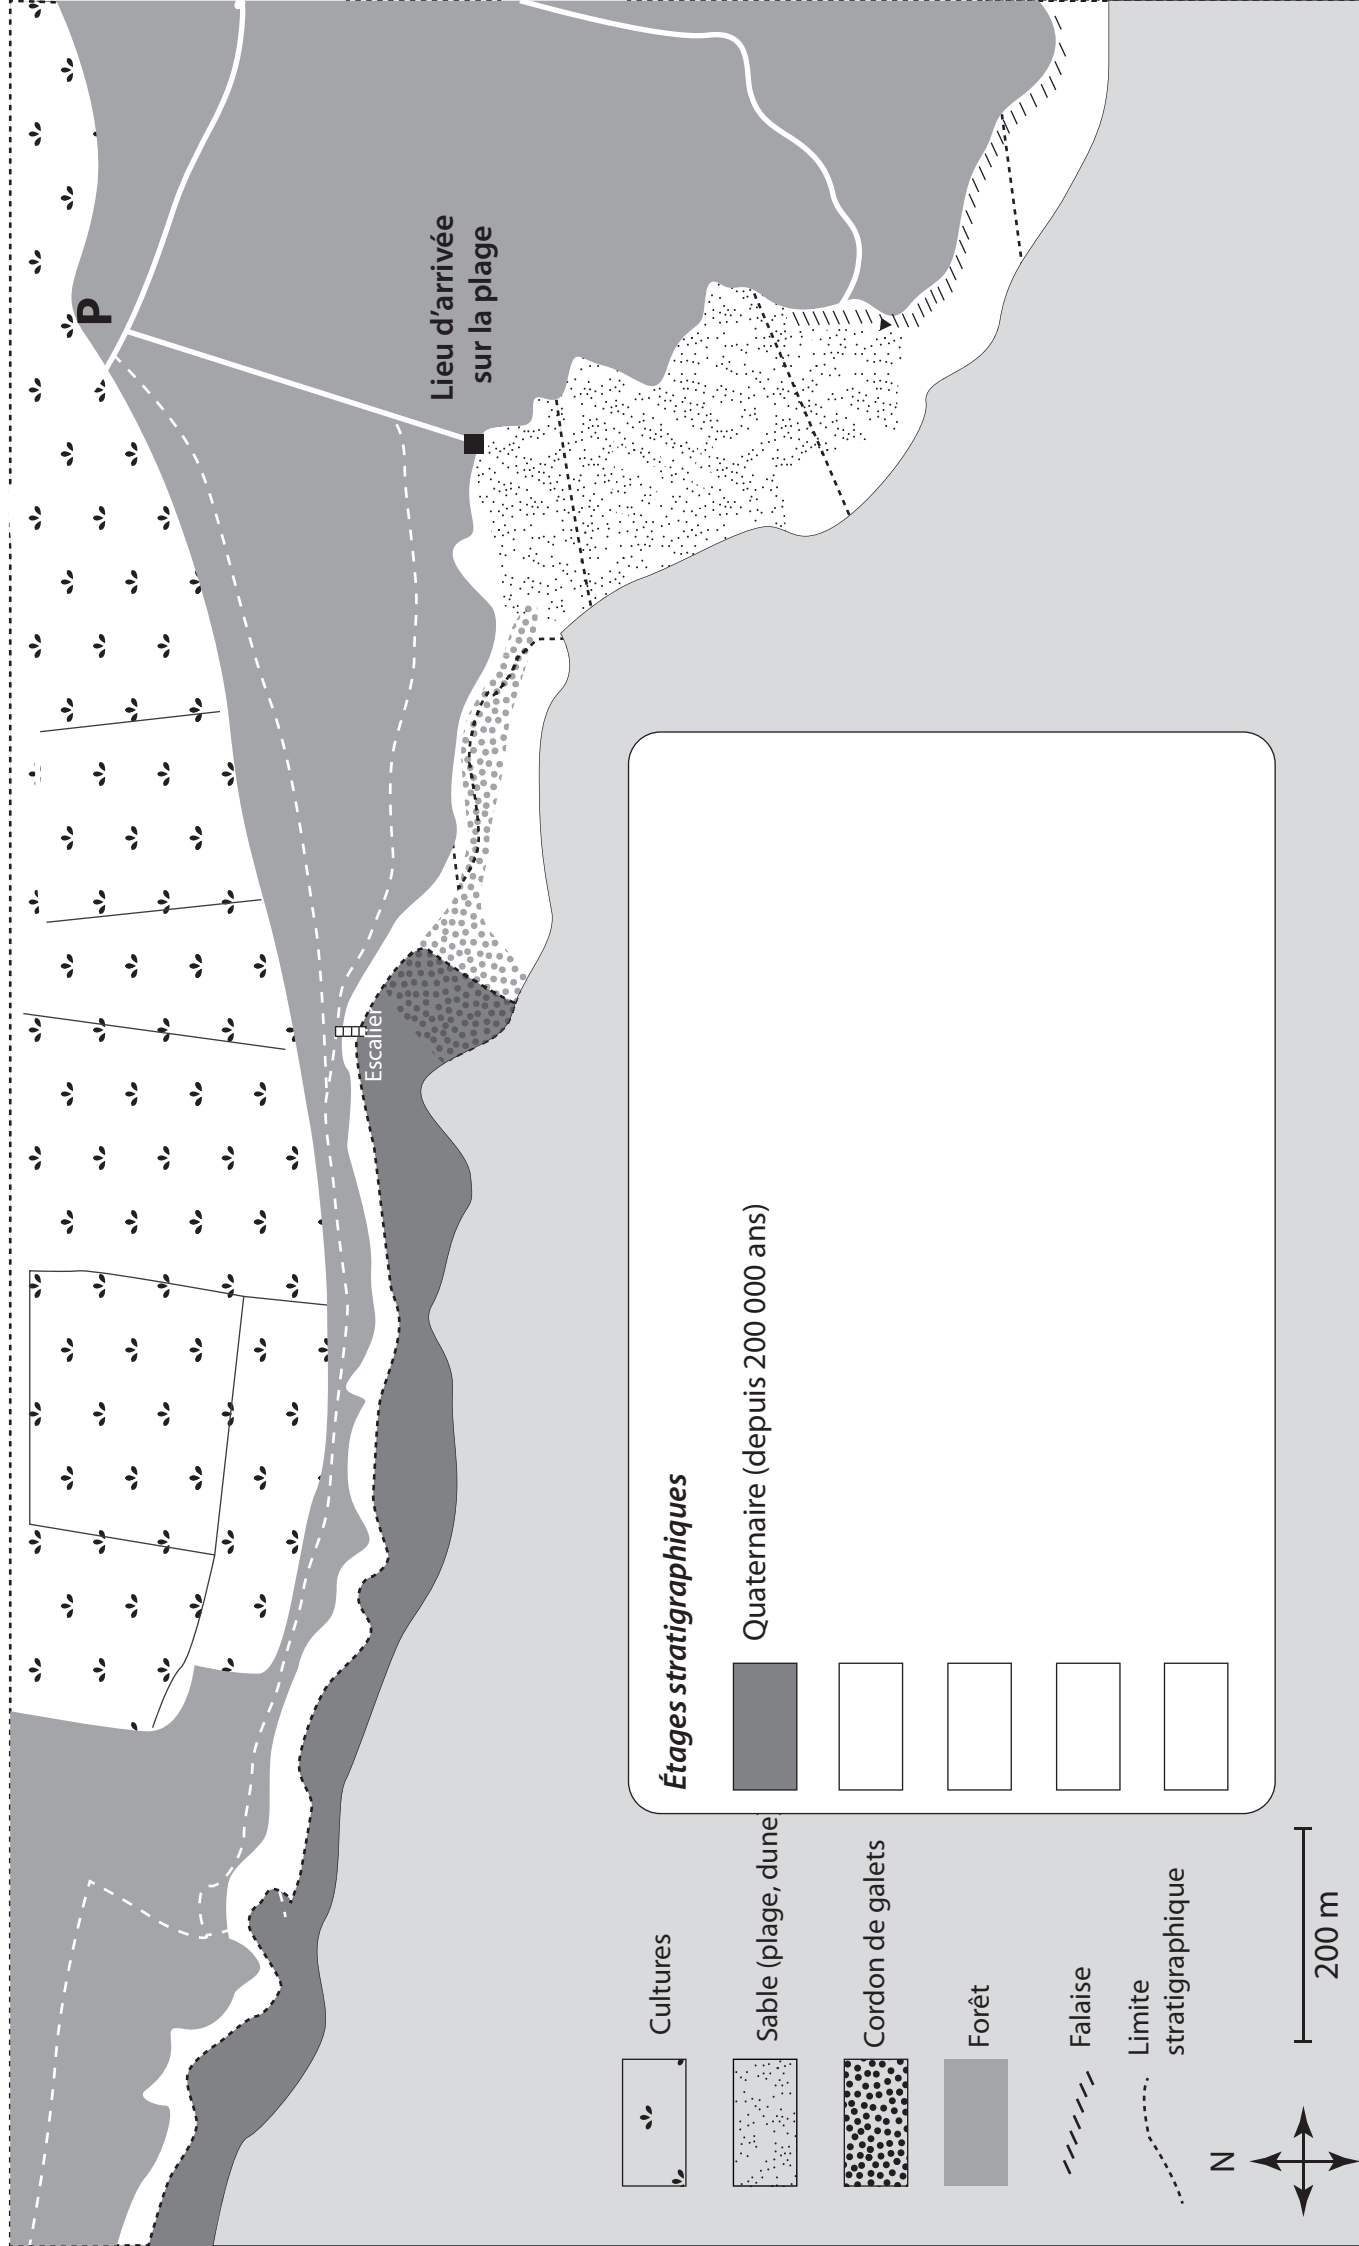 P
Lieu d'arrivée
sur la plage
Escalier
Étages stratigraphiques
Quaternaire (depuis 200 000 ans)
Cultures
Sable (plage, dune
Cordon de galets
Forêt
Falaise
Limite
stratigraphique
N
200 m